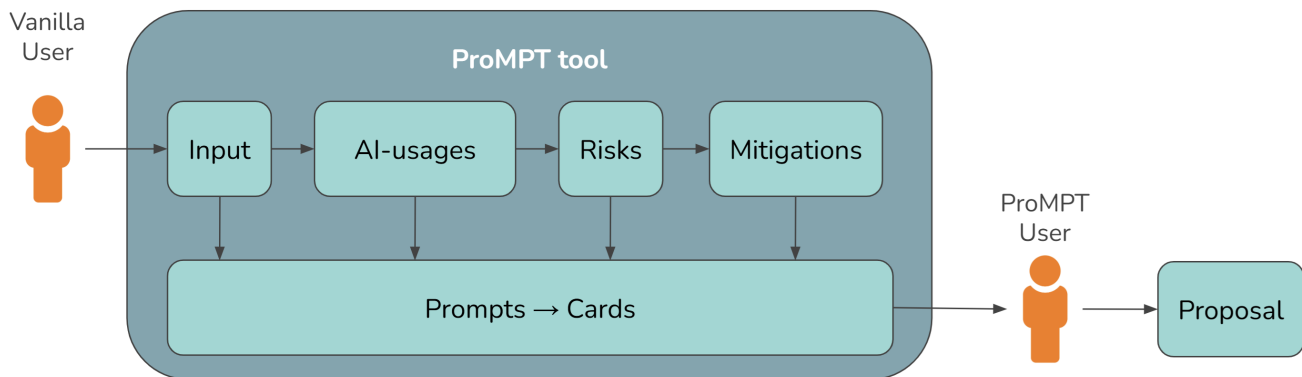 Vanilla
User
ProMPT tool
Input
AI-usages
Risks
Mitigations
Prompts → Cards
ProMPT
User
Proposal